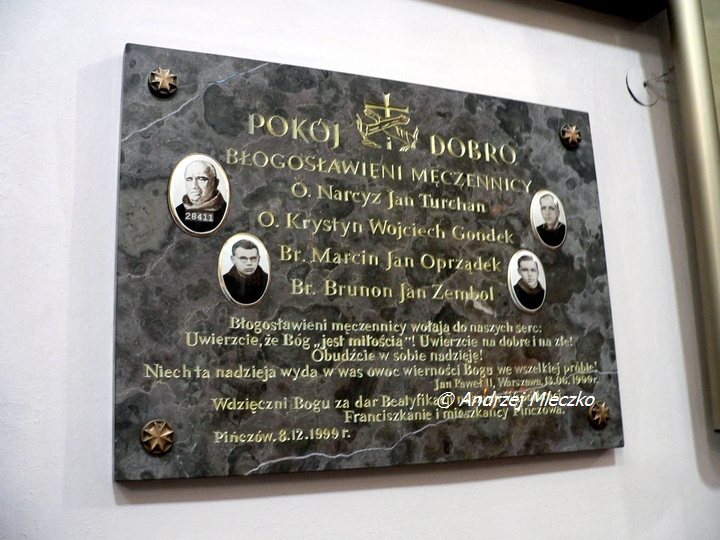 POKÓJ i DOBRO
BŁOGOSŁAWIENI MĘCZENNICY
O. Narcyz Jan Turchan
28411
O. Krystyn Wojciech Gondek
Br. Marcin Jan Oprządek
Br. Brunon Jan Zembol
Błogosławieni męczennicy wołają do naszych serc:
Uwierzcie, że Bóg „jest miłością”! Uwierzcie na dobre i na złe!
Obudźcie w sobie nadzieję!
Niech ta nadzieja wyda w was owoc wierności Bogu we wszelkiej próbie!
Jan Paweł II, Warszawa, 13.06.1999r.
© Andrzej Mleczko
Wdzięczni Bogu za dar Beatyfikacji
Franciszkanie i mieszkańcy Pińczowa.
Pińczów, 8.12.1999 r.